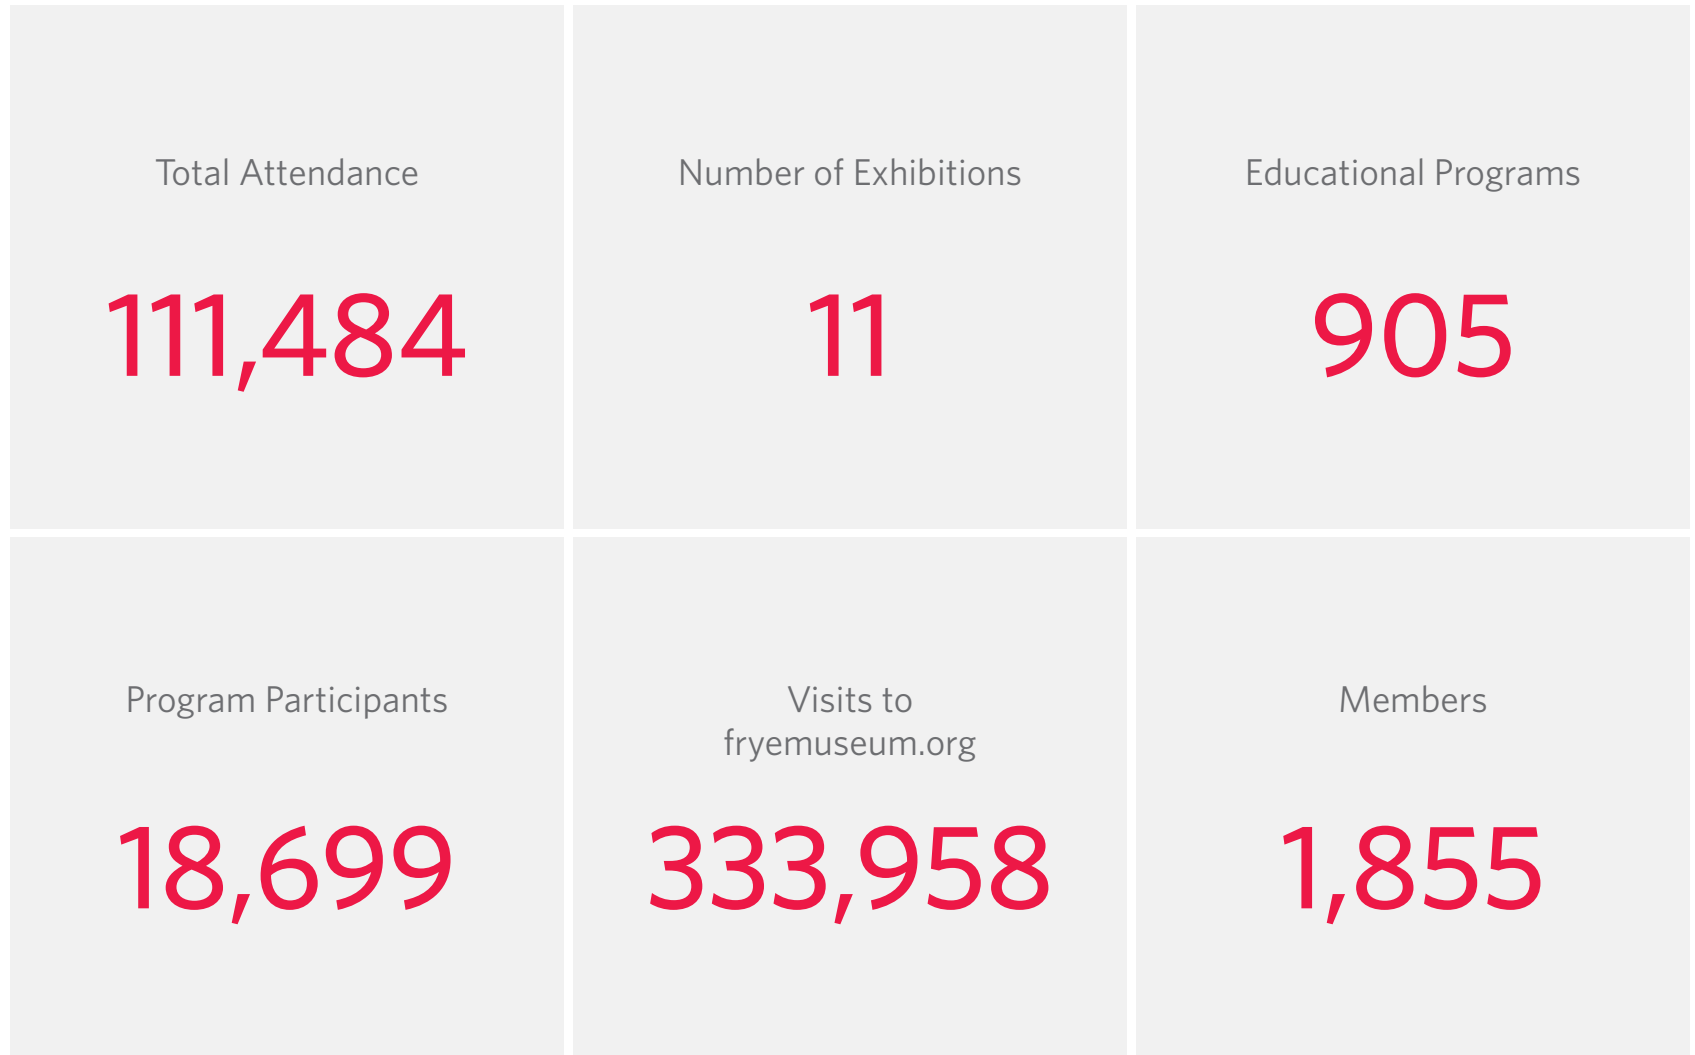 Total Attendance
111,484
Number of Exhibitions
11
Educational Programs
905
Program Participants
18,699
Visits to
fryemuseum.org
333,958
Members
1,855